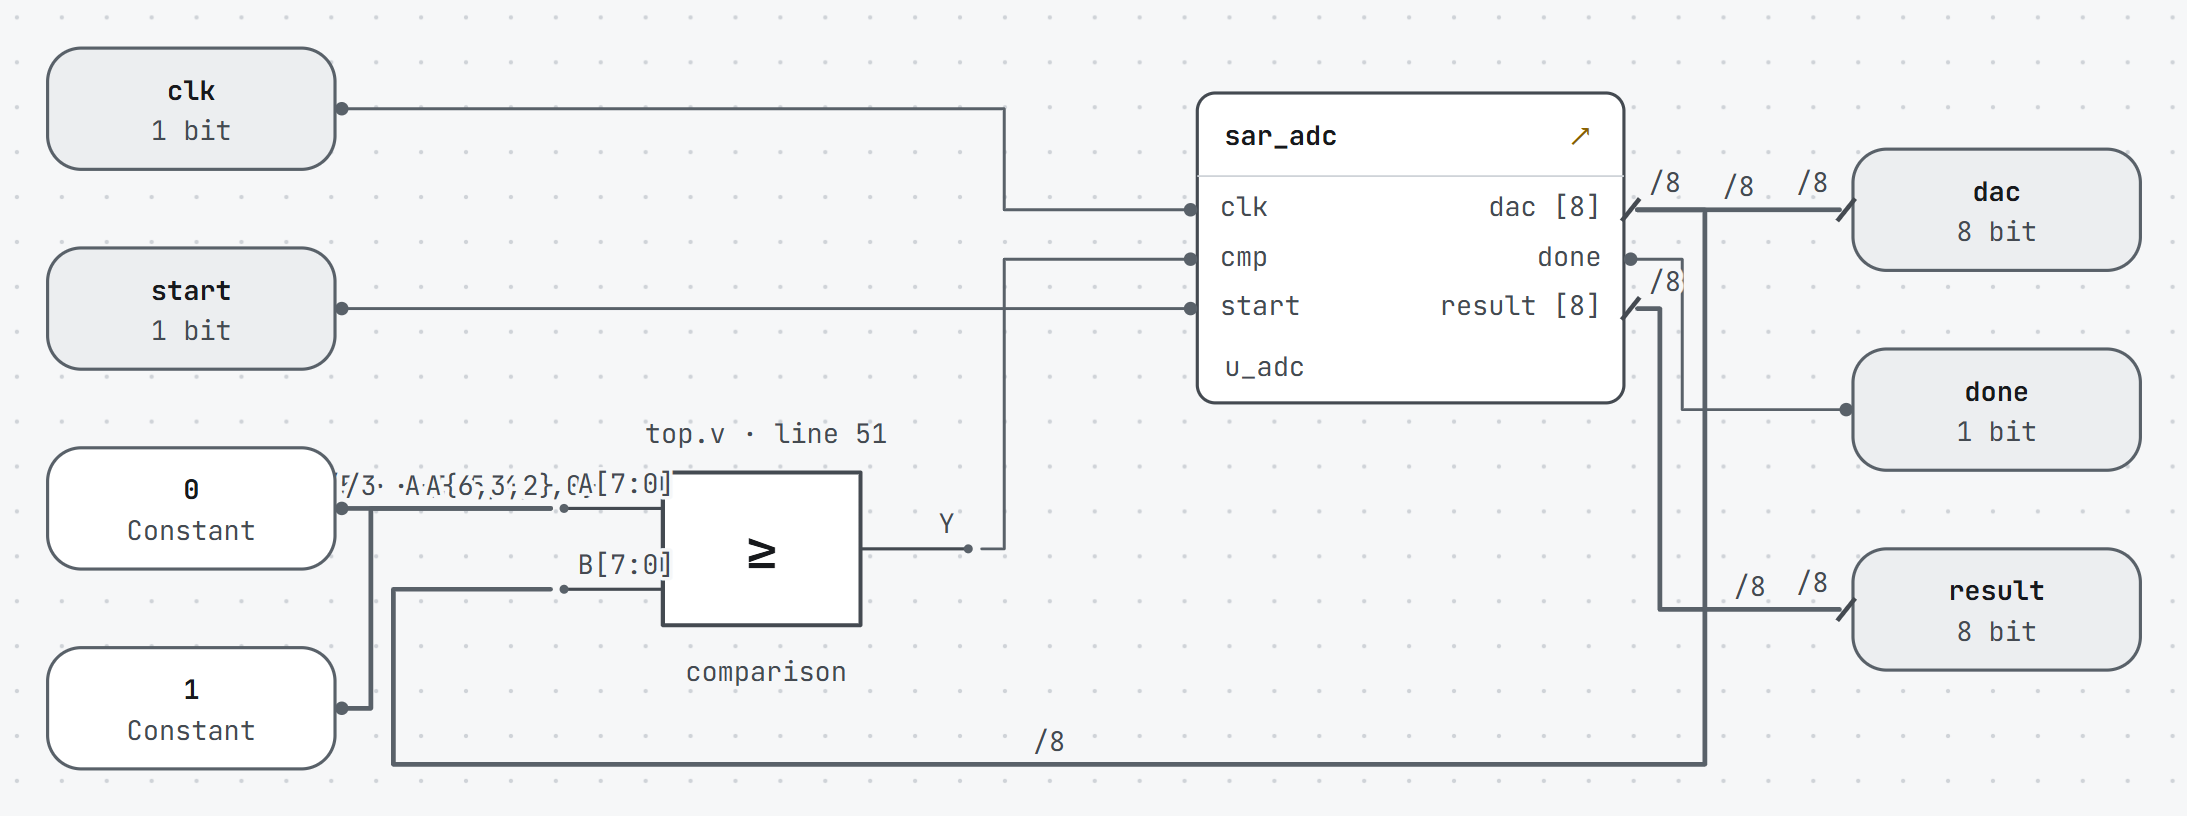 clk
1 bit
start
1 bit
0
Constant
1
Constant
top.v · line 51
A[7:0]
B[7:0]
≥
Y
comparison
sar_adc ↗
clk dac [8]
cmp done
start result [8]
u_adc
/8 /8 /8
/8
/8 /8
/8
dac
8 bit
done
1 bit
result
8 bit